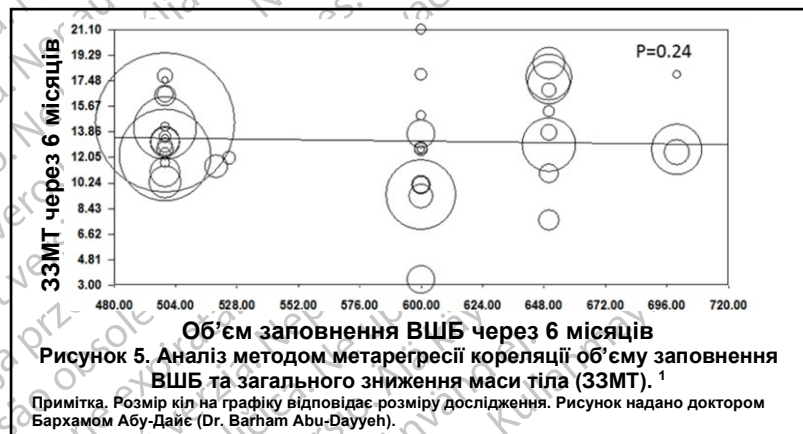 ЗЗМТ через 6 місяців
21.10
19.29
17.48
15.67
13.86
12.05
10.24
8.43
6.62
4.81
3.00
P=0.24
480.00 504.00 528.00 552.00 576.00 600.00 624.00 648.00 672.00 696.00 720.00
Об’єм заповнення ВШБ через 6 місяців
Рисунок 5. Аналіз методом метарегресії кореляції об’єму заповнення
ВШБ та загального зниження маси тіла (ЗЗМТ). ¹
Примітка. Розмір кіл на графіку відповідає розміру дослідження. Рисунок надано доктором
Бархамом Абу-Дайє (Dr. Barham Abu-Dayyeh).